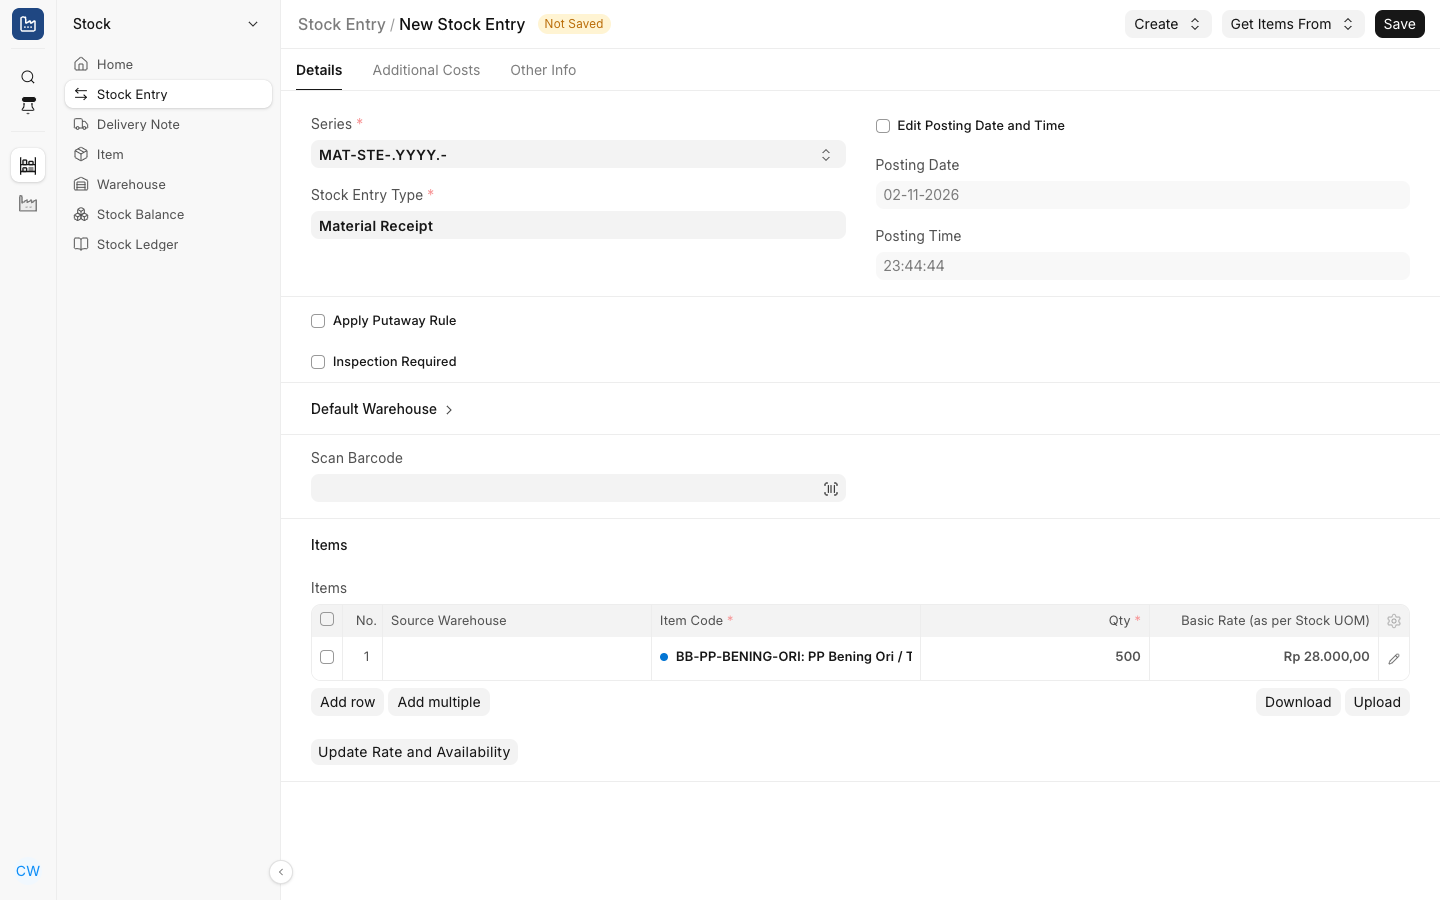 Stock
Home
Stock Entry
Delivery Note
Item
Warehouse
Stock Balance
Stock Ledger
CW
Stock Entry / New Stock Entry Not Saved
Create
Get Items From
Save
Details Additional Costs Other Info
Series *
MAT-STE-.YYYY.-
Stock Entry Type *
Material Receipt
Edit Posting Date and Time
Posting Date
02-11-2026
Posting Time
23:44:44
Apply Putaway Rule
Inspection Required
Default Warehouse
Scan Barcode
Items
Items
No. Source Warehouse Item Code * Qty * Basic Rate (as per Stock UOM)
1 BB-PP-BENING-ORI: PP Bening Ori / T 500 Rp 28.000,00
Add row Add multiple Download Upload
Update Rate and Availability